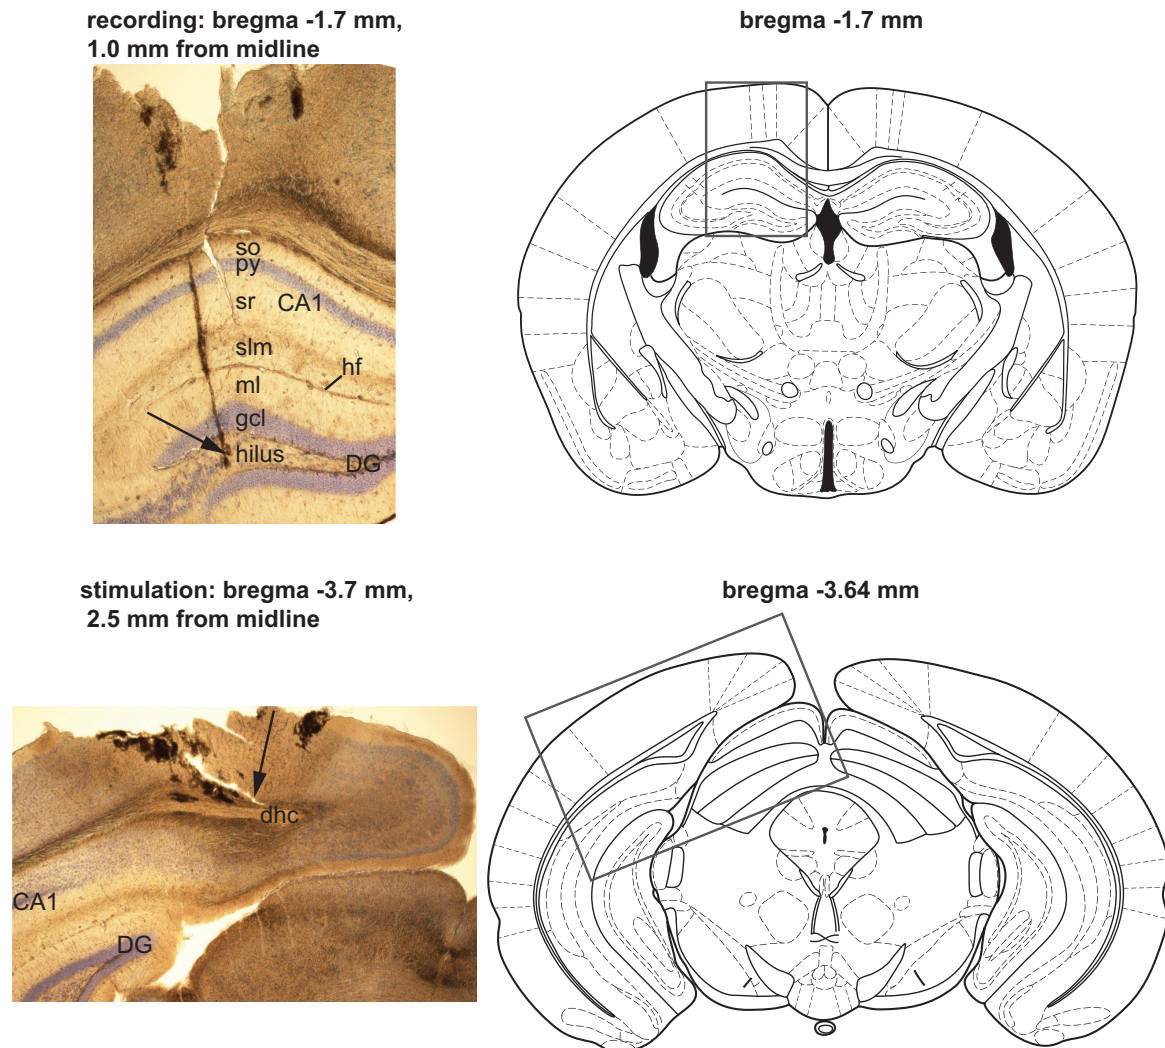 recording: bregma -1.7 mm,
1.0 mm from midline
bregma -1.7 mm
so
py
sr
CA1
slm
hf
ml
gcl
hilus
DG
stimulation: bregma -3.7 mm,
2.5 mm from midline
bregma -3.64 mm
dhc
CA1
DG